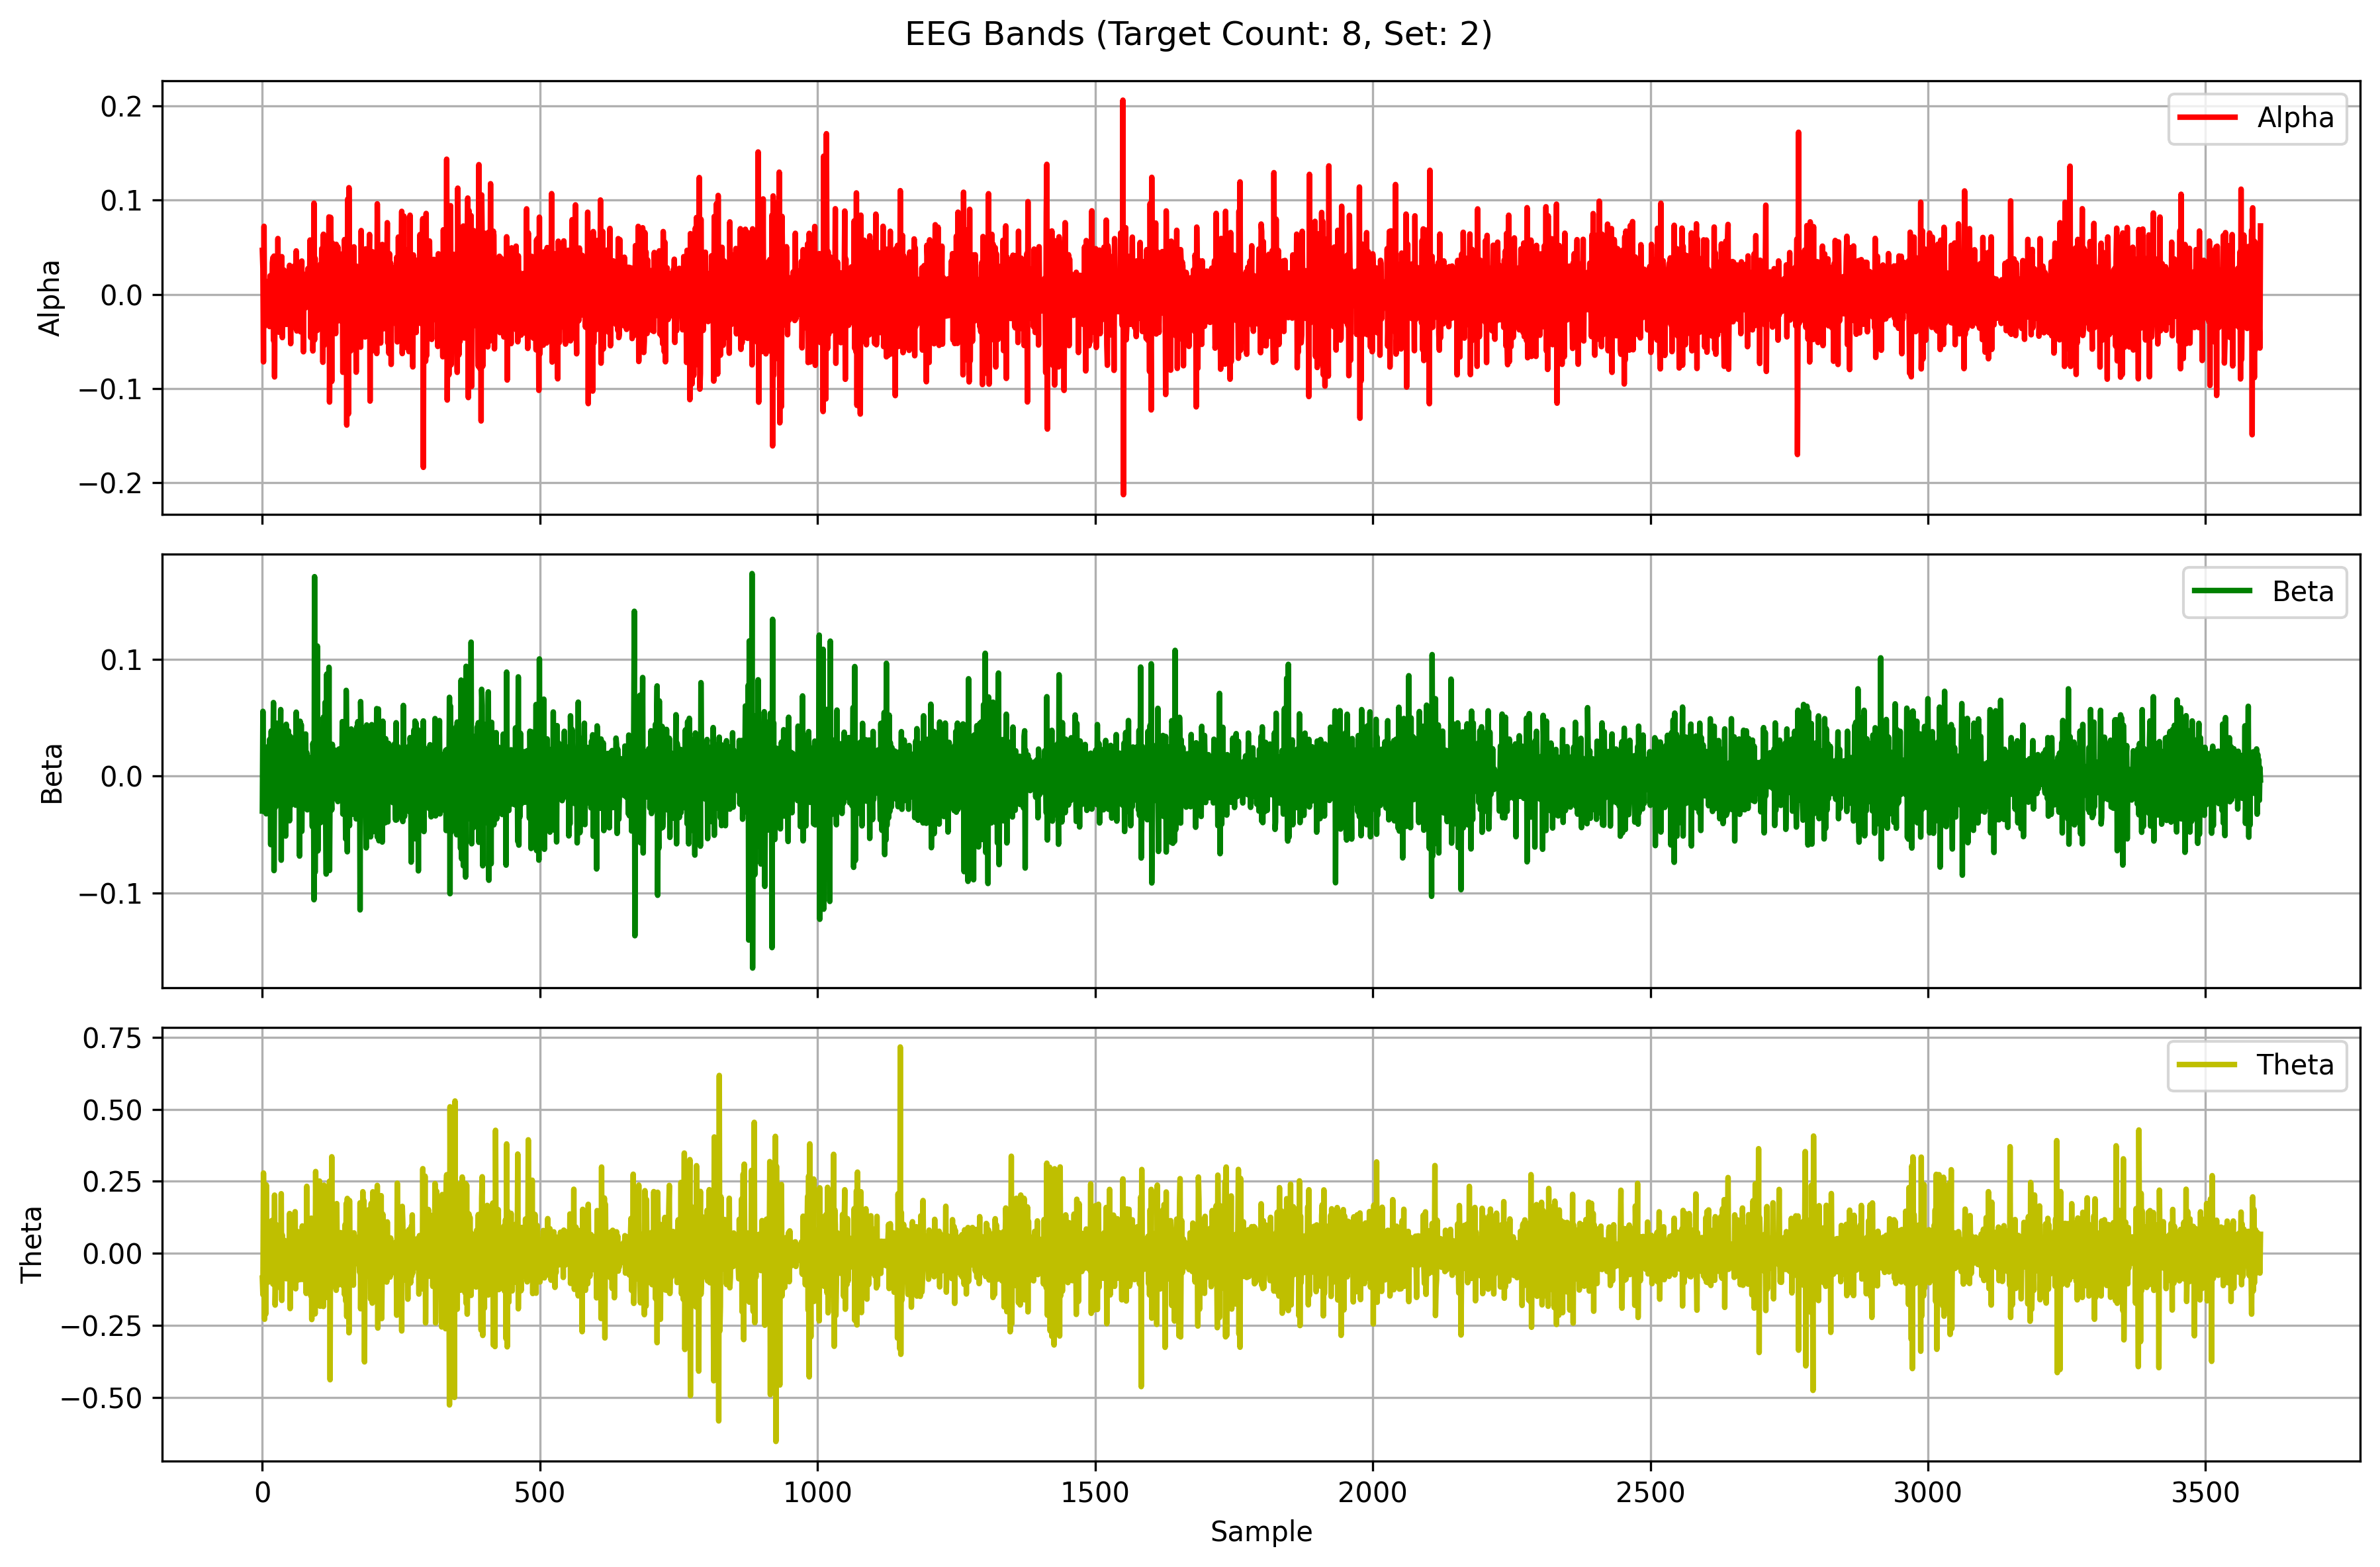 EEG Bands (Target Count: 8, Set: 2)
0.2
0.1
0.0
−0.1
−0.2
Alpha
Alpha
0.1
0.0
−0.1
Beta
Beta
0.75
0.50
0.25
0.00
−0.25
−0.50
Theta
Theta
0 500 1000 1500 2000 2500 3000 3500
Sample